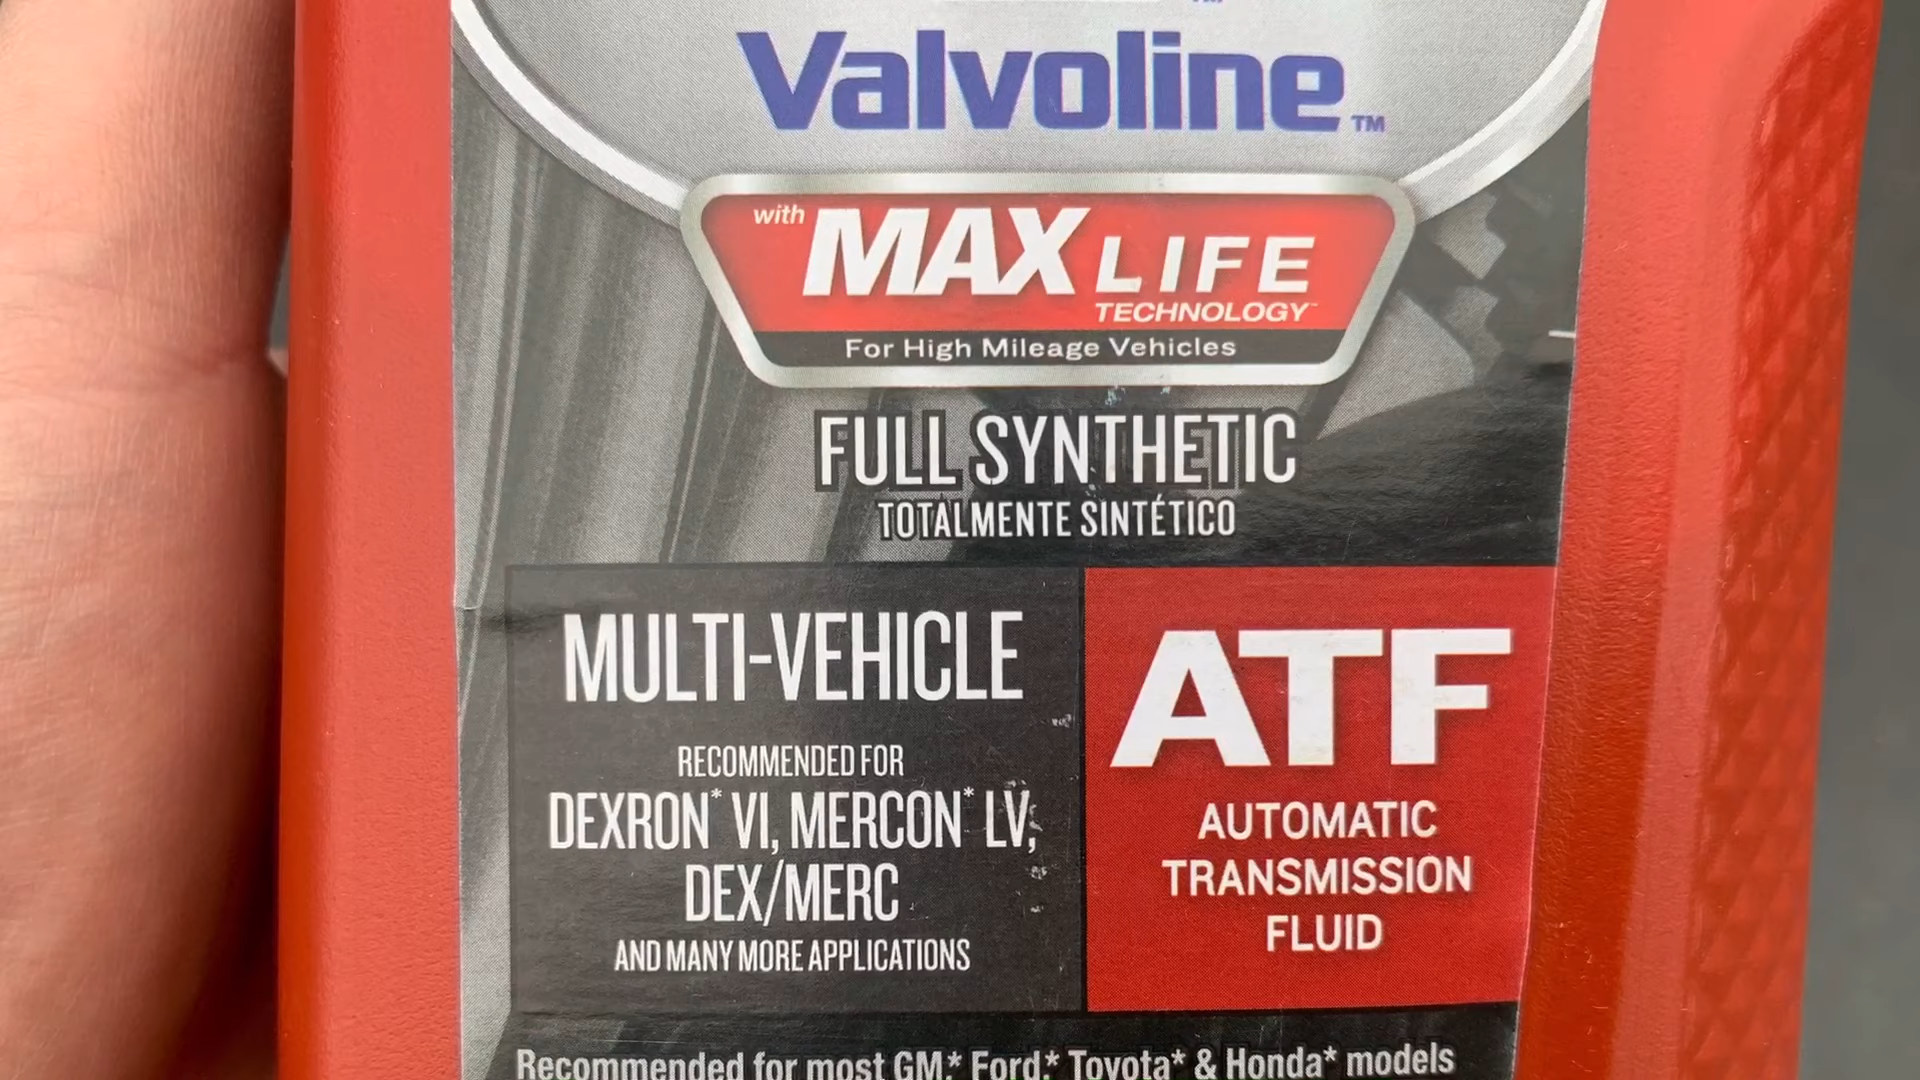 Valvoline™
with MAX LIFE
TECHNOLOGY™
For High Mileage Vehicles
FULL SYNTHETIC
TOTALMENTE SINTÉTICO
MULTI-VEHICLE
RECOMMENDED FOR
DEXRON* VI, MERCON* LV,
DEX/MERC
AND MANY MORE APPLICATIONS
ATF
AUTOMATIC
TRANSMISSION
FLUID
Recommended for most GM,* Ford,* Toyota* & Honda* models